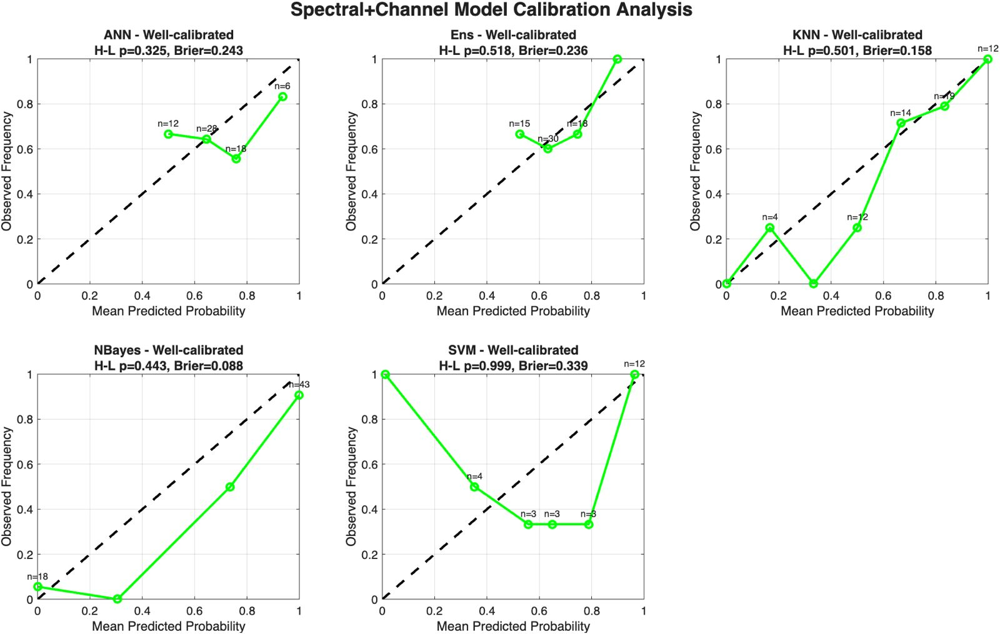 Spectral+Channel Model Calibration Analysis
ANN - Well-calibrated
H-L p=0.325, Brier=0.243
1
0.8
0.6
0.4
0.2
0
0 0.2 0.4 0.6 0.8 1
Observed Frequency
Mean Predicted Probability
n=12
n=28
n=18
n=6
Ens - Well-calibrated
H-L p=0.518, Brier=0.236
1
0.8
0.6
0.4
0.2
0
0 0.2 0.4 0.6 0.8 1
Observed Frequency
Mean Predicted Probability
n=15
n=30
n=18
KNN - Well-calibrated
H-L p=0.501, Brier=0.158
1
0.8
0.6
0.4
0.2
0
0 0.2 0.4 0.6 0.8 1
Observed Frequency
Mean Predicted Probability
n=4
n=12
n=14
n=19
n=12
NBayes - Well-calibrated
H-L p=0.443, Brier=0.088
1
0.8
0.6
0.4
0.2
0
0 0.2 0.4 0.6 0.8 1
Observed Frequency
Mean Predicted Probability
n=18
n=43
SVM - Well-calibrated
H-L p=0.999, Brier=0.339
1
0.8
0.6
0.4
0.2
0
0 0.2 0.4 0.6 0.8 1
Observed Frequency
Mean Predicted Probability
n=4
n=3
n=3
n=3
n=12